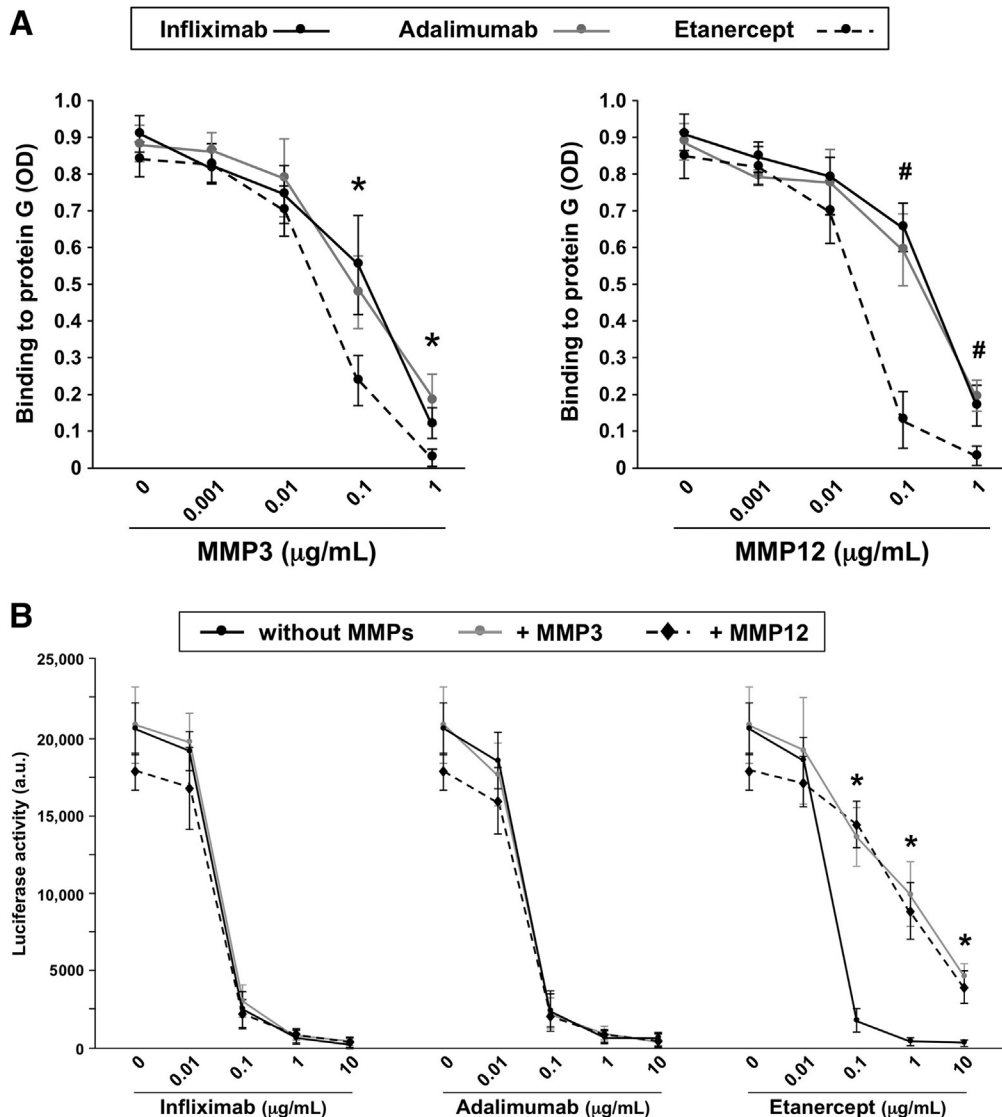 A
Infliximab Adalimumab Etanercept
Binding to protein G (OD)
1.0
0.9
0.8
0.7
0.6
0.5
0.4
0.3
0.2
0.1
0
*
*
0 0.001 0.01 0.1 1
MMP3 (μg/mL)
Binding to protein G (OD)
1.0
0.9
0.8
0.7
0.6
0.5
0.4
0.3
0.2
0.1
0
#
#
0 0.001 0.01 0.1 1
MMP12 (μg/mL)
B
without MMPs + MMP3 + MMP12
Luciferase activity (a.u.)
25,000
20,000
15,000
10,000
5000
0
*
*
*
0 0.01 0.1 1 10 0 0.01 0.1 1 10 0 0.01 0.1 1 10
Infliximab (μg/mL) Adalimumab (μg/mL) Etanercept (μg/mL)